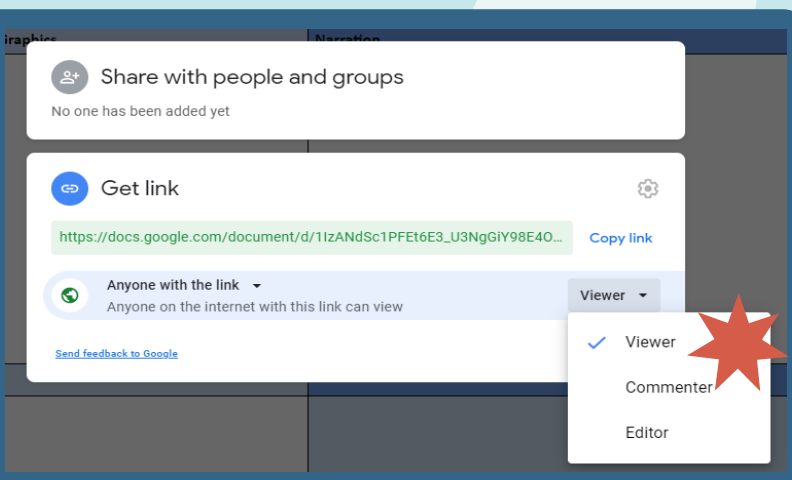 Graphics
Narration
Share with people and groups
No one has been added yet
Get link
https://docs.google.com/document/d/1IzANdSc1PFEt6E3_U3NgGiY98E4O...
Copy link
Anyone with the link
Anyone on the internet with this link can view
Viewer
Send feedback to Google
Viewer
Commenter
Editor